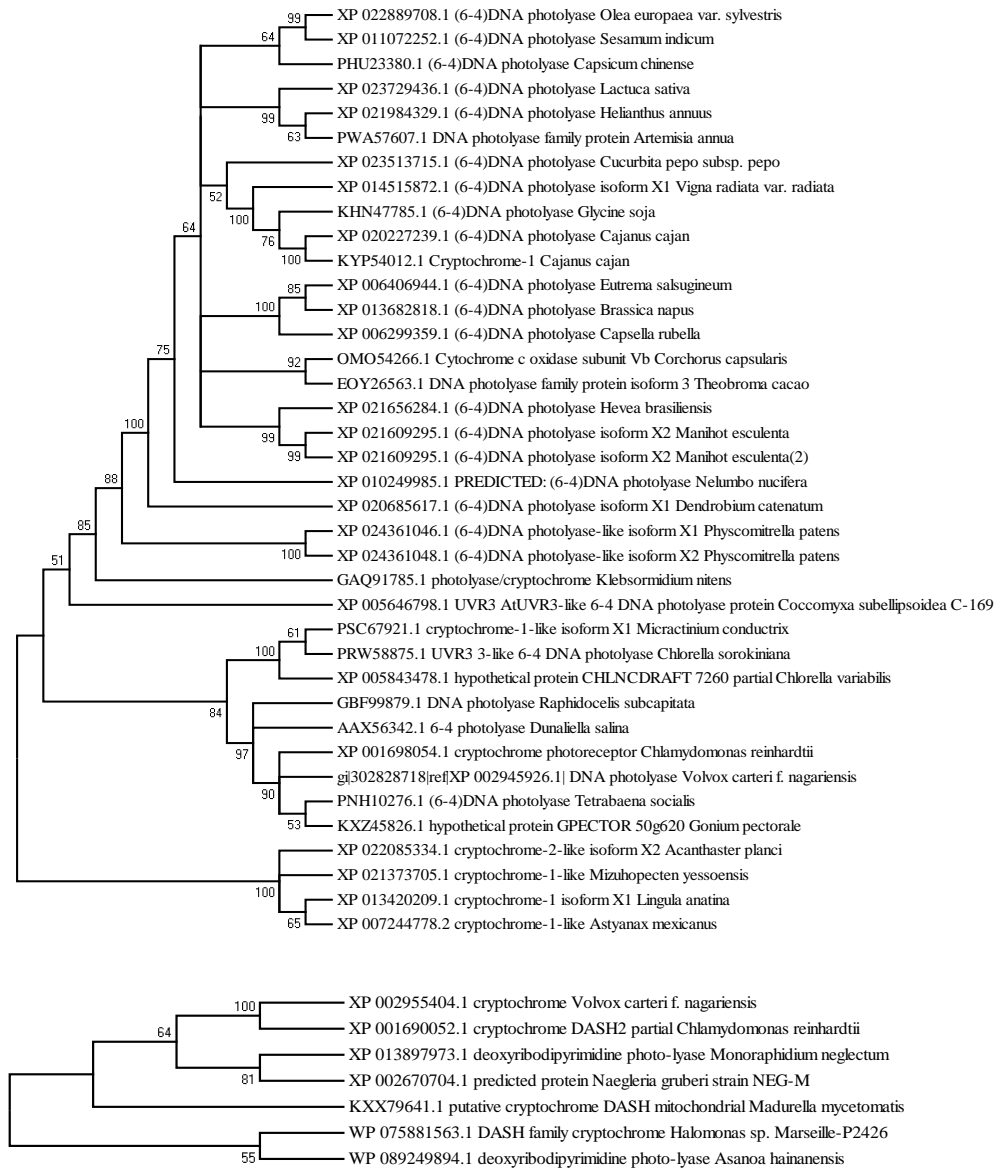 99
XP 022889708.1 (6-4)DNA photolyase Olea europaea var. sylvestris
64
XP 011072252.1 (6-4)DNA photolyase Sesamum indicum
PHU23380.1 (6-4)DNA photolyase Capsicum chinense
XP 023729436.1 (6-4)DNA photolyase Lactuca sativa
99
XP 021984329.1 (6-4)DNA photolyase Helianthus annuus
63
PWA57607.1 DNA photolyase family protein Artemisia annua
XP 023513715.1 (6-4)DNA photolyase Cucurbita pepo subsp. pepo
52
XP 014515872.1 (6-4)DNA photolyase isoform X1 Vigna radiata var. radiata
100
KHN47785.1 (6-4)DNA photolyase Glycine soja
64
76
XP 020227239.1 (6-4)DNA photolyase Cajanus cajan
100
KYP54012.1 Cryptochrome-1 Cajanus cajan
85
XP 006406944.1 (6-4)DNA photolyase Eutrema salsugineum
100
XP 013682818.1 (6-4)DNA photolyase Brassica napus
XP 006299359.1 (6-4)DNA photolyase Capsella rubella
75
92
OMO54266.1 Cytochrome c oxidase subunit Vb Corchorus capsularis
EOY26563.1 DNA photolyase family protein isoform 3 Theobroma cacao
XP 021656284.1 (6-4)DNA photolyase Hevea brasiliensis
100
99
XP 021609295.1 (6-4)DNA photolyase isoform X2 Manihot esculenta
99
XP 021609295.1 (6-4)DNA photolyase isoform X2 Manihot esculenta(2)
88
XP 010249985.1 PREDICTED: (6-4)DNA photolyase Nelumbo nucifera
XP 020685617.1 (6-4)DNA photolyase isoform X1 Dendrobium catenatum
85
XP 024361046.1 (6-4)DNA photolyase-like isoform X1 Physcomitrella patens
100
XP 024361048.1 (6-4)DNA photolyase-like isoform X2 Physcomitrella patens
51
GAQ91785.1 photolyase/cryptochrome Klebsormidium nitens
XP 005646798.1 UVR3 AtUVR3-like 6-4 DNA photolyase protein Coccomyxa subellipsoidea C-169
61
PSC67921.1 cryptochrome-1-like isoform X1 Micractinium conductrix
100
PRW58875.1 UVR3 3-like 6-4 DNA photolyase Chlorella sorokiniana
XP 005843478.1 hypothetical protein CHLNCDRAFT 7260 partial Chlorella variabilis
84
GBF99879.1 DNA photolyase Raphidocelis subcapitata
AAX56342.1 6-4 photolyase Dunaliella salina
97
XP 001698054.1 cryptochrome photoreceptor Chlamydomonas reinhardtii
gi|302828718|ref|XP 002945926.1| DNA photolyase Volvox carteri f. nagariensis
90
PNH10276.1 (6-4)DNA photolyase Tetrabaena socialis
53
KXZ45826.1 hypothetical protein GPECTOR 50g620 Gonium pectorale
XP 022085334.1 cryptochrome-2-like isoform X2 Acanthaster planci
XP 021373705.1 cryptochrome-1-like Mizuhopecten yessoensis
100
XP 013420209.1 cryptochrome-1 isoform X1 Lingula anatina
65
XP 007244778.2 cryptochrome-1-like Astyanax mexicanus
100
XP 002955404.1 cryptochrome Volvox carteri f. nagariensis
64
XP 001690052.1 cryptochrome DASH2 partial Chlamydomonas reinhardtii
XP 013897973.1 deoxyribodipyrimidine photo-lyase Monoraphidium neglectum
81
XP 002670704.1 predicted protein Naegleria gruberi strain NEG-M
KXX79641.1 putative cryptochrome DASH mitochondrial Madurella mycetomatis
WP 075881563.1 DASH family cryptochrome Halomonas sp. Marseille-P2426
55
WP 089249894.1 deoxyribodipyrimidine photo-lyase Asanoa hainanensis